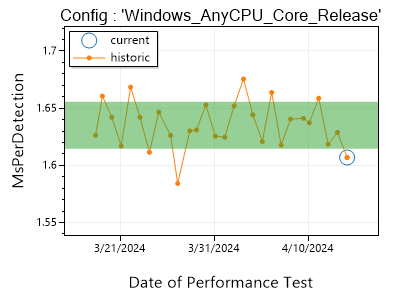 Config : 'Windows_AnyCPU_Core_Release'
current
historic
1.7
1.65
1.6
1.55
MsPerDetection
3/21/2024
3/31/2024
4/10/2024
Date of Performance Test